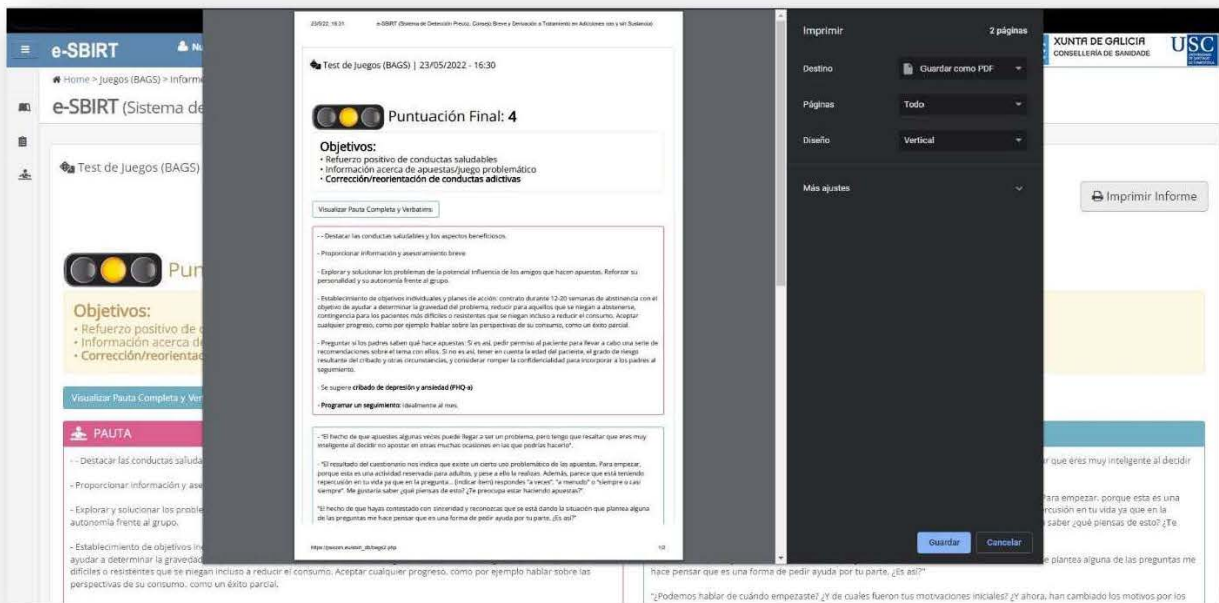 e-SBIRT
Nu
Home > Juegos (BAGS) > Informe
e-SBIRT (Sistema de
Test de Juegos (BAGS)
Pun
Objetivos:
• Refuerzo positivo de c
• Información acerca de
• Corrección/reorientac
Visualizar Pauta Completa y Ver
PAUTA
- - Destacar las conductas saluda
- Proporcionar información y ase
- Explorar y solucionar los proble
autonomía frente al grupo.
- Establecimiento de objetivos in
ayudar a determinar la gravedad
difíciles o resistentes que se niegan incluso a reducir el consumo. Aceptar cualquier progreso, como por ejemplo hablar sobre las
perspectivas de su consumo, como un éxito parcial.
23/5/22, 16:31
e-SBIRT (Sistema de Detección Precoz, Consejo Breve y Derivación a Tratamiento en Adicciones con y sin Sustancia)
Test de Juegos (BAGS) | 23/05/2022 - 16:30
Puntuación Final: 4
Objetivos:
• Refuerzo positivo de conductas saludables
• Información acerca de apuestas/juego problemático
• Corrección/reorientación de conductas adictivas
Visualizar Pauta Completa y Verbatims
- - Destacar las conductas saludables y los aspectos beneficiosos.
- Proporcionar información y asesoramiento breve
- Explorar y solucionar los problemas de la potencial influencia de los amigos que hacen apuestas. Reforzar su
personalidad y su autonomía frente al grupo.
- Establecimiento de objetivos individuales y planes de acción: contrato durante 12-20 semanas de abstinencia con el
objetivo de ayudar a determinar la gravedad del problema, reducir para aquellos que se niegan a abstenerse,
contingencia para los pacientes más difíciles o resistentes que se niegan incluso a reducir el consumo. Aceptar
cualquier progreso, como por ejemplo hablar sobre las perspectivas de su consumo, como un éxito parcial.
- Preguntar si los padres saben qué hace apuestas: Si es así, pedir permiso al paciente para llevar a cabo una serie de
recomendaciones sobre el tema con ellos. Si no es así, tener en cuenta la edad del paciente, el grado de riesgo
resultante del cribado y otras circunstancias, y considerar romper la confidencialidad para incorporar a los padres al
seguimiento.
- Se sugiere cribado de depresión y ansiedad (PHQ-4)
- Programar un seguimiento: idealmente al mes.
- "El hecho de que apuestes algunas veces puede llegar a ser un problema, pero tengo que resaltar que eres muy
inteligente al decidir no apostar en otras muchas ocasiones en las que podrías hacerlo".
- "El resultado del cuestionario nos indica que existe un cierto uso problemático de las apuestas. Para empezar,
porque esta es una actividad reservada para adultos, y pese a ello la realizas. Además, parece que está teniendo
repercusión en tu vida ya que en la pregunta... (indicar ítem) respondes "a veces", "a menudo" o "siempre o casi
siempre". Me gustaría saber ¿qué piensas de esto? ¿Te preocupa estar haciendo apuestas?"
"El hecho de que hayas contestado con sinceridad y reconozcas que se está dando la situación que plantea alguna
de las preguntas me hace pensar que es una forma de pedir ayuda por tu parte. ¿Es así?"
1/2
Imprimir
2 páginas
Destino
Guardar como PDF
Páginas
Todo
Diseño
Vertical
Más ajustes
Guardar
Cancelar
XUNTA DE GALICIA
CONSELLERÍA DE SANIDADE
USC
Imprimir Informe
ar que eres muy inteligente al decidir
Para empezar, porque esta es una
ercusión en tu vida ya que en la
saber ¿qué piensas de esto? ¿Te
e plantea alguna de las preguntas me
hace pensar que es una forma de pedir ayuda por tu parte. ¿Es así?"
"¿Podemos hablar de cuándo empezaste? ¿Y de cuales fueron tus motivaciones iniciales? ¿Y ahora, han cambiado los motivos por los